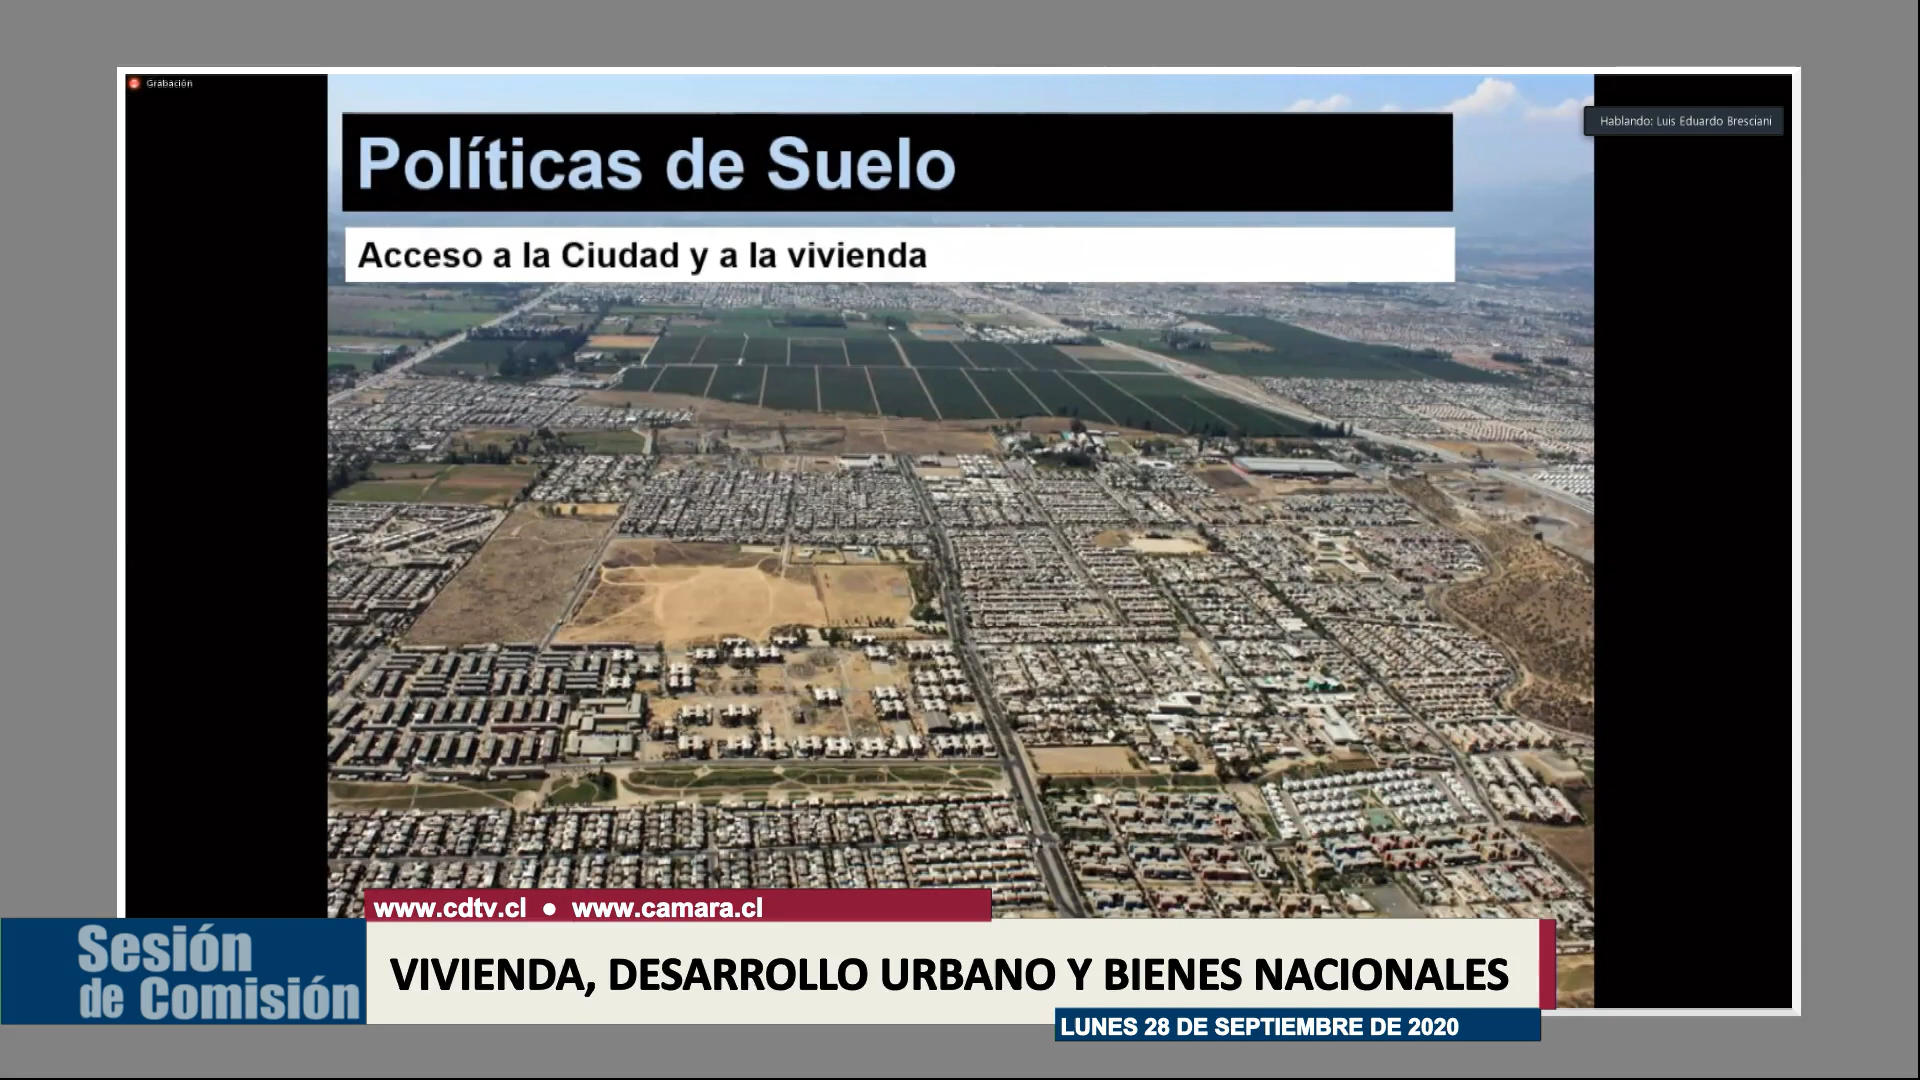 Grabación
Hablando: Luis Eduardo Bresciani
Políticas de Suelo
Acceso a la Ciudad y a la vivienda
www.cdtv.cl ● www.camara.cl
Sesión
de Comisión
VIVIENDA, DESARROLLO URBANO Y BIENES NACIONALES
LUNES 28 DE SEPTIEMBRE DE 2020